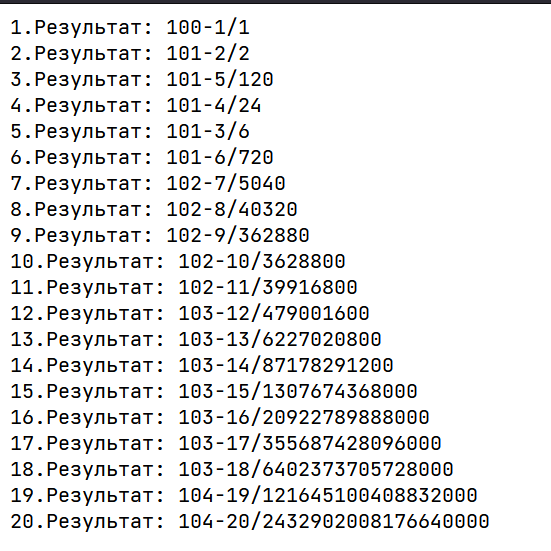 1.Результат: 100-1/1
2.Результат: 101-2/2
3.Результат: 101-5/120
4.Результат: 101-4/24
5.Результат: 101-3/6
6.Результат: 101-6/720
7.Результат: 102-7/5040
8.Результат: 102-8/40320
9.Результат: 102-9/362880
10.Результат: 102-10/3628800
11.Результат: 102-11/39916800
12.Результат: 103-12/479001600
13.Результат: 103-13/6227020800
14.Результат: 103-14/87178291200
15.Результат: 103-15/1307674368000
16.Результат: 103-16/20922789888000
17.Результат: 103-17/355687428096000
18.Результат: 103-18/6402373705728000
19.Результат: 104-19/121645100408832000
20.Результат: 104-20/2432902008176640000